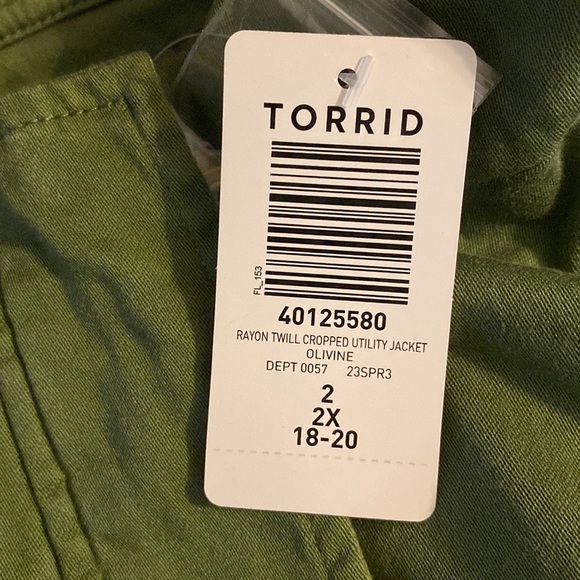 TORRID
FL_153
40125580
RAYON TWILL CROPPED UTILITY JACKET
OLIVINE
DEPT 0057 23SPR3
2
2X
18-20